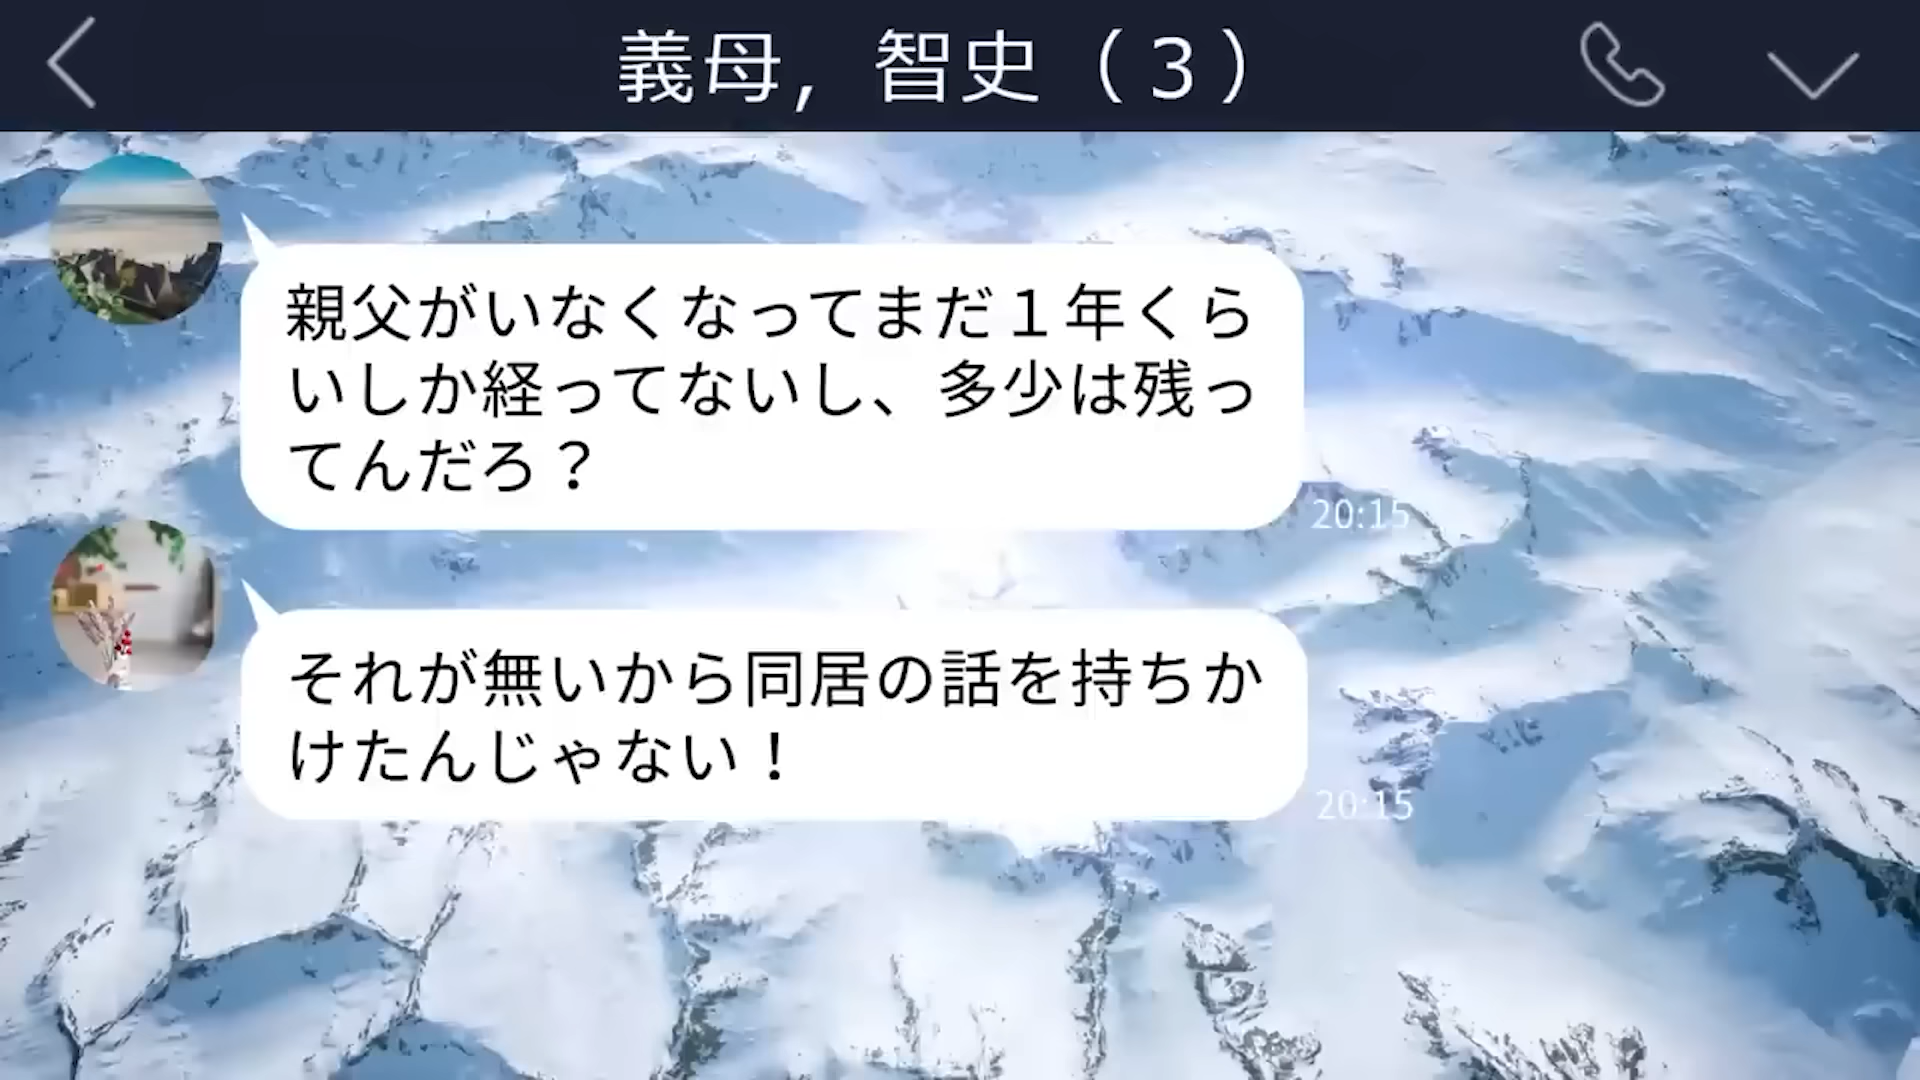 義母，智史（３）
親父がいなくなってまだ１年くら
いしか経ってないし、多少は残っ
てんだろ？
20:15
それが無いから同居の話を持ちか
けたんじゃない！
20:15